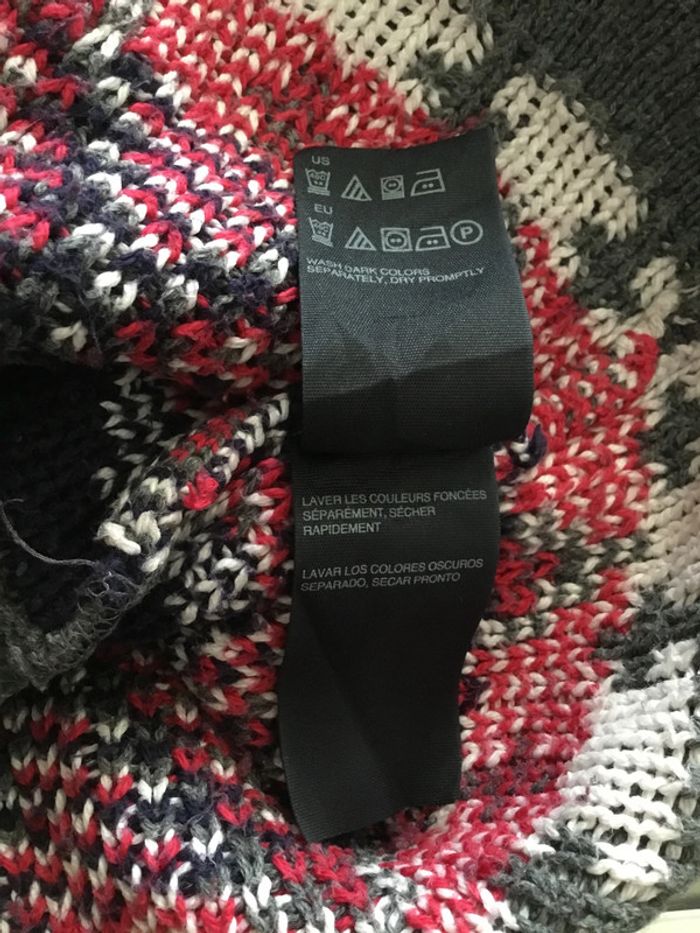 US
EU
P
WASH DARK COLORS
SEPARATELY, DRY PROMPTLY
LAVER LES COULEURS FONCÉES
SÉPARÉMENT, SÉCHER
RAPIDEMENT
LAVAR LOS COLORES OSCUROS
SEPARADO, SECAR PRONTO